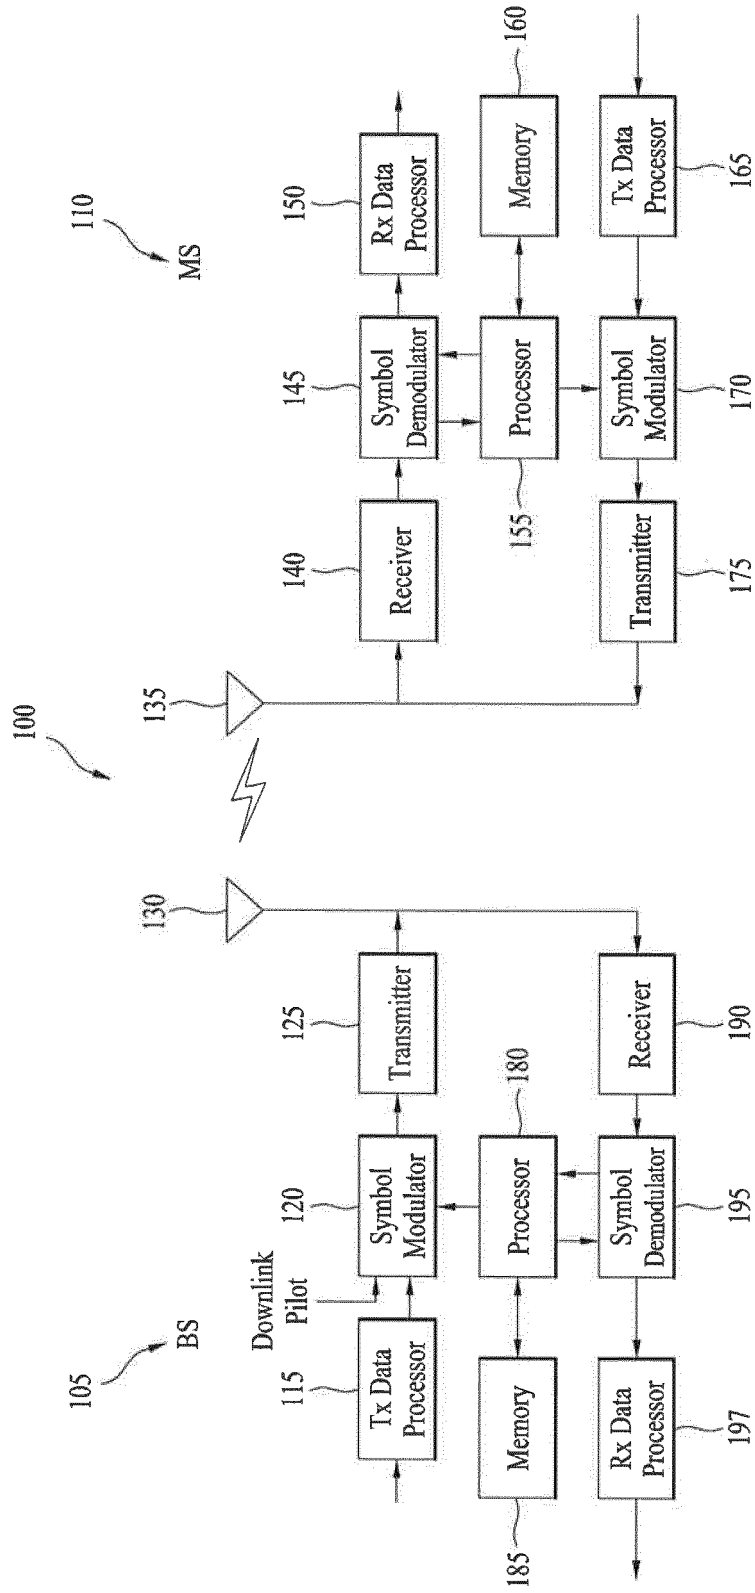 100
105
BS
110
MS
130
135
Downlink
Pilot
115
Tx Data
Processor
120
Symbol
Modulator
125
Transmitter
140
Receiver
145
Symbol
Demodulator
150
Rx Data
Processor
185
Memory
180
Processor
155
Processor
160
Memory
197
Rx Data
Processor
195
Symbol
Demodulator
190
Receiver
175
Transmitter
170
Symbol
Modulator
165
Tx Data
Processor